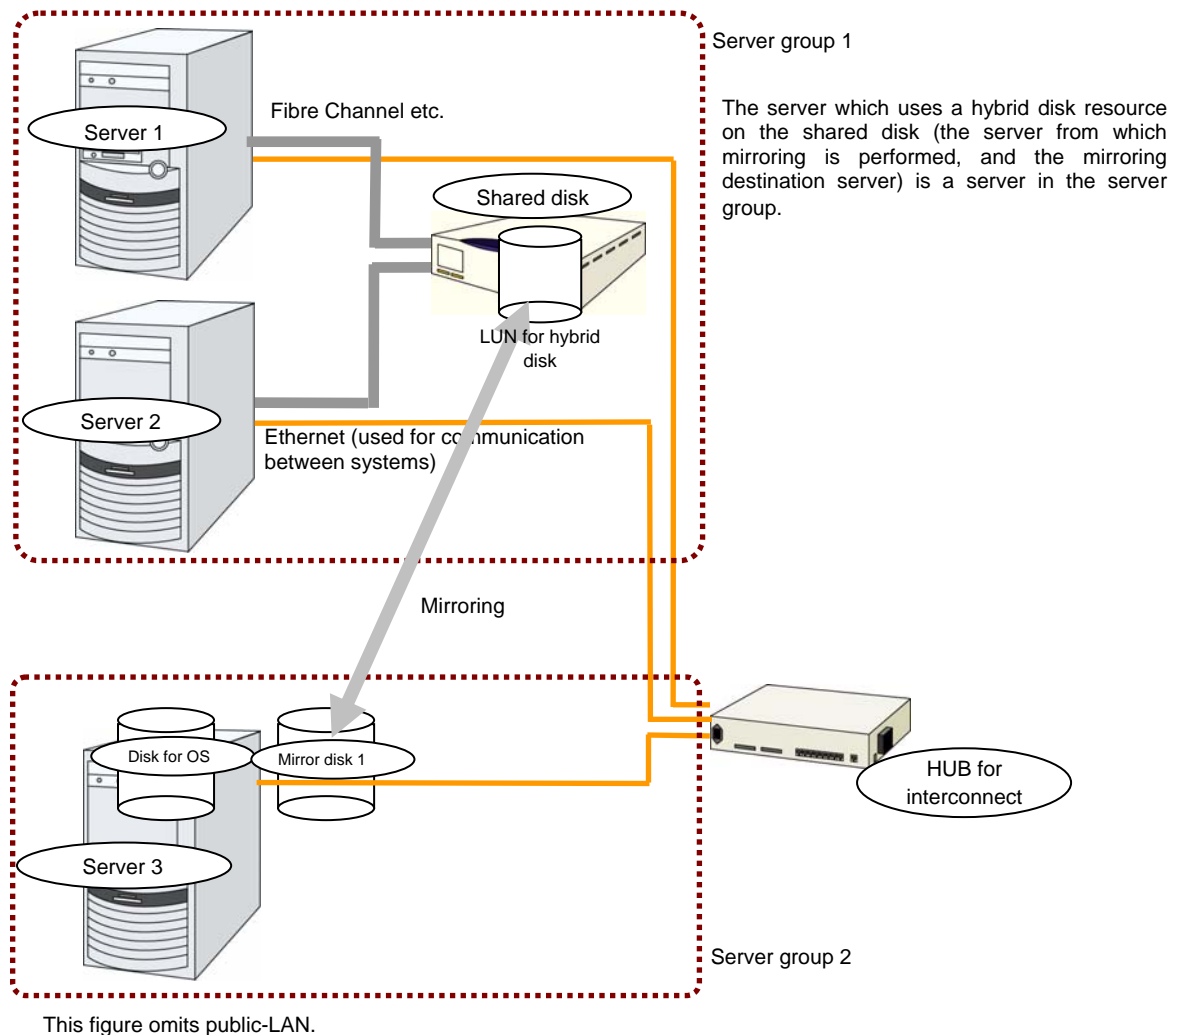 Server group 1
The server which uses a hybrid disk resource
on the shared disk (the server from which
mirroring is performed, and the mirroring
destination server) is a server in the server
group.
Fibre Channel etc.
Server 1
Shared disk
LUN for hybrid
disk
Server 2
Ethernet (used for communication
between systems)
Mirroring
Disk for OS
Mirror disk 1
HUB for
interconnect
Server 3
Server group 2
This figure omits public-LAN.